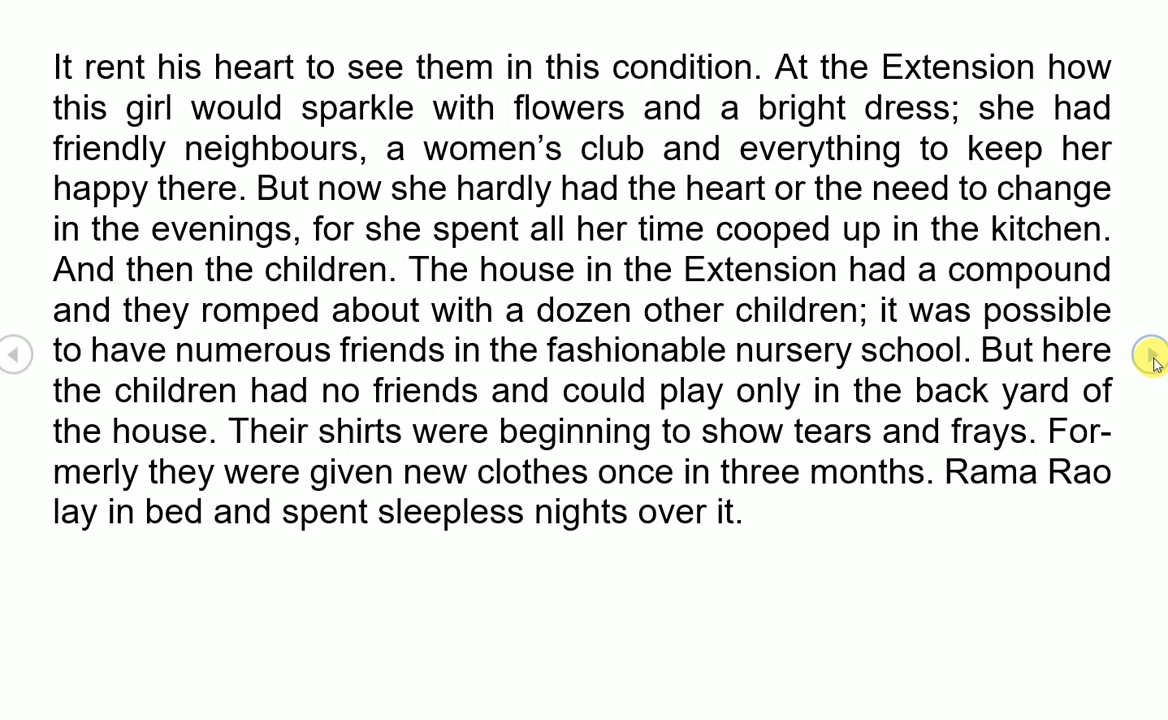 It rent his heart to see them in this condition. At the Extension how
this girl would sparkle with flowers and a bright dress; she had
friendly neighbours, a women’s club and everything to keep her
happy there. But now she hardly had the heart or the need to change
in the evenings, for she spent all her time cooped up in the kitchen.
And then the children. The house in the Extension had a compound
and they romped about with a dozen other children; it was possible
to have numerous friends in the fashionable nursery school. But here
the children had no friends and could play only in the back yard of
the house. Their shirts were beginning to show tears and frays. For-
merly they were given new clothes once in three months. Rama Rao
lay in bed and spent sleepless nights over it.